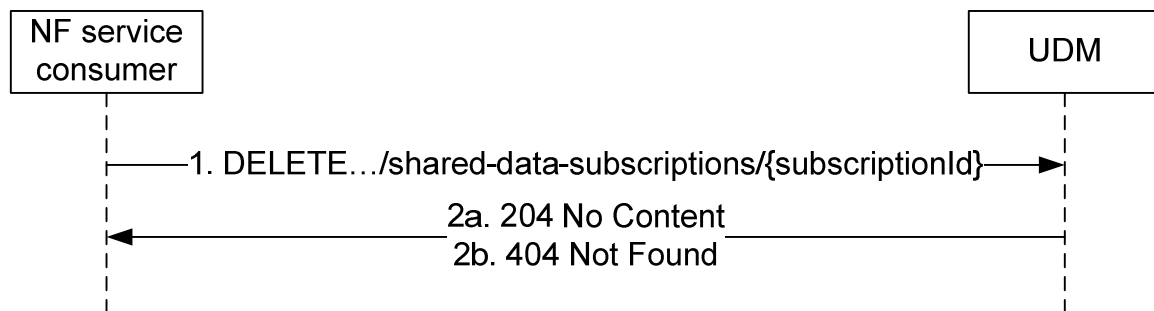 NF service
consumer
UDM
1. DELETE…/shared-data-subscriptions/{subscriptionId}
2a. 204 No Content
2b. 404 Not Found